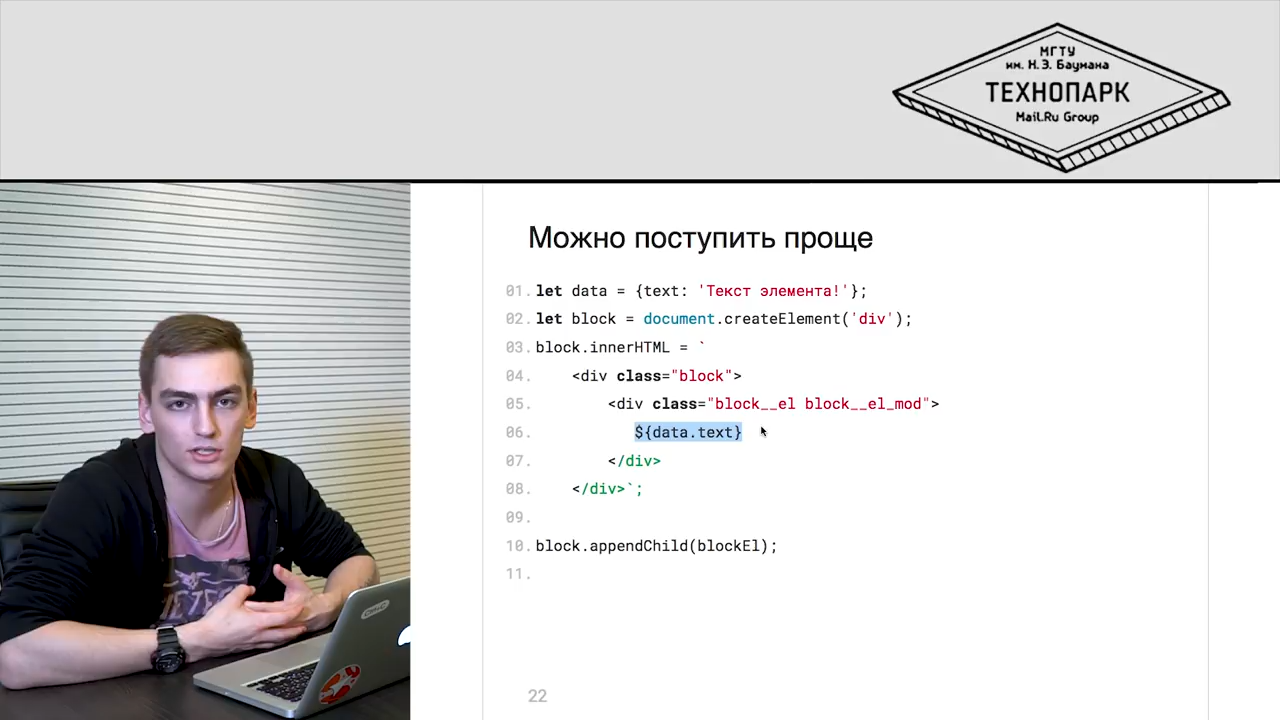 МГТУ
им. Н.Э. Баумана
ТЕХНОПАРК
Mail.Ru Group
Можно поступить проще
01. let data = {text: 'Текст элемента!'};
02. let block = document.createElement('div');
03. block.innerHTML = `
04. <div class="block">
05. <div class="block__el block__el_mod">
06. ${data.text}
07. </div>
08. </div>`;
09.
10. block.appendChild(blockEl);
11.
22